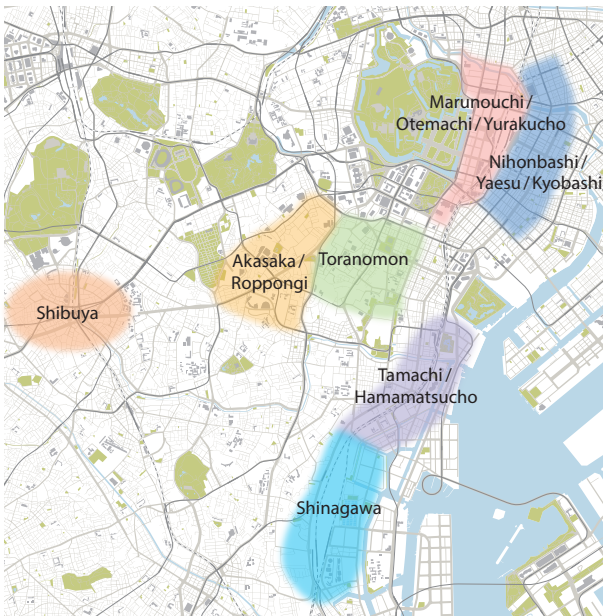 Marunouchi /
Otemachi / Yurakucho
Nihonbashi /
Yaesu / Kyobashi
Akasaka /
Roppongi
Toranomon
Shibuya
Tamachi /
Hamamatsucho
Shinagawa